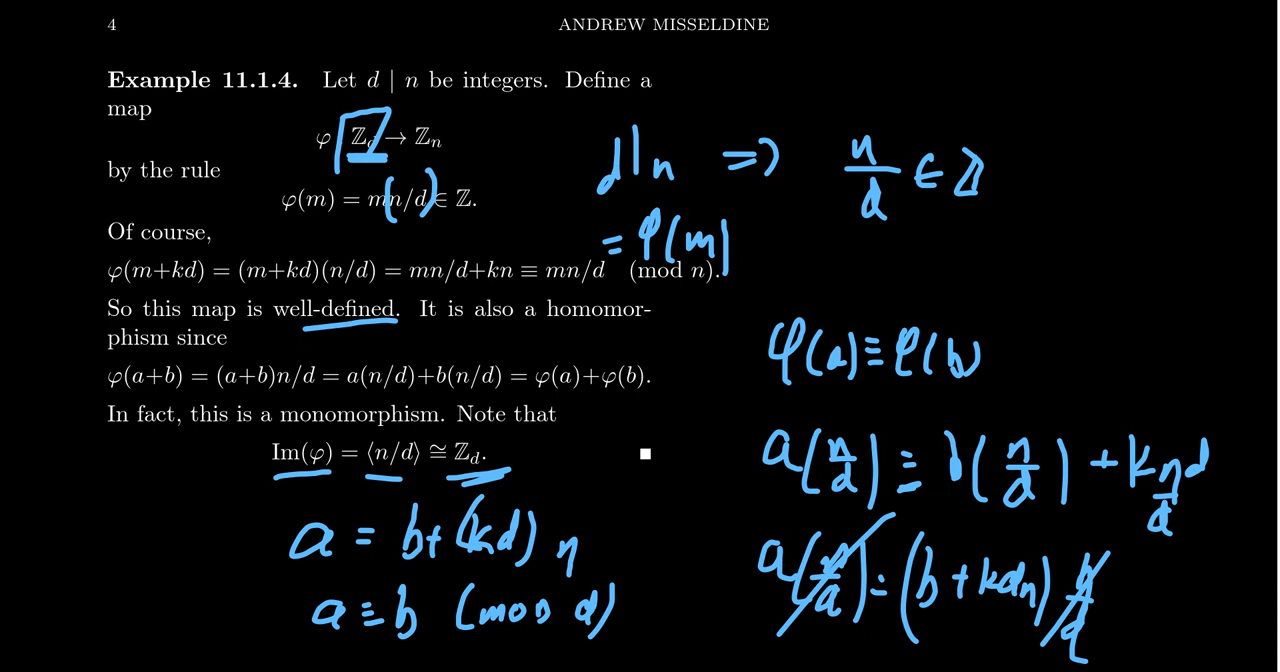 4 ANDREW MISSELDINE
Example 11.1.4. Let d | n be integers. Define a
map
φ : ℤ_d → ℤ_n
by the rule
φ(m) = m(n/d) ∈ ℤ.
Of course,
φ(m+kd) = (m+kd)(n/d) = mn/d+kn ≡ mn/d (mod n).
So this map is well-defined. It is also a homomor-
phism since
φ(a+b) = (a+b)n/d = a(n/d)+b(n/d) = φ(a)+φ(b).
In fact, this is a monomorphism. Note that
Im(φ) = ⟨n/d⟩ ≅ ℤ_d. ■
a = b+(kd) n
a ≡ b (mod d)
d|n ⇒ n/d ∈ ℤ
= φ(m)
φ(a) ≡ φ(b)
a(n/d) ≡ b(n/d) + k n/d d
a(n/d) = (b + kdn) n/d